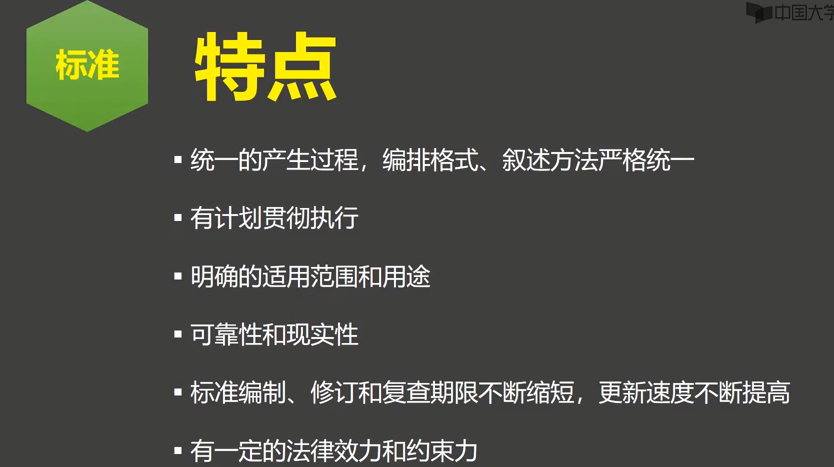 中国大学
标准
特点
▪ 统一的产生过程，编排格式、叙述方法严格统一
▪ 有计划贯彻执行
▪ 明确的适用范围和用途
▪ 可靠性和现实性
▪ 标准编制、修订和复查期限不断缩短，更新速度不断提高
▪ 有一定的法律效力和约束力